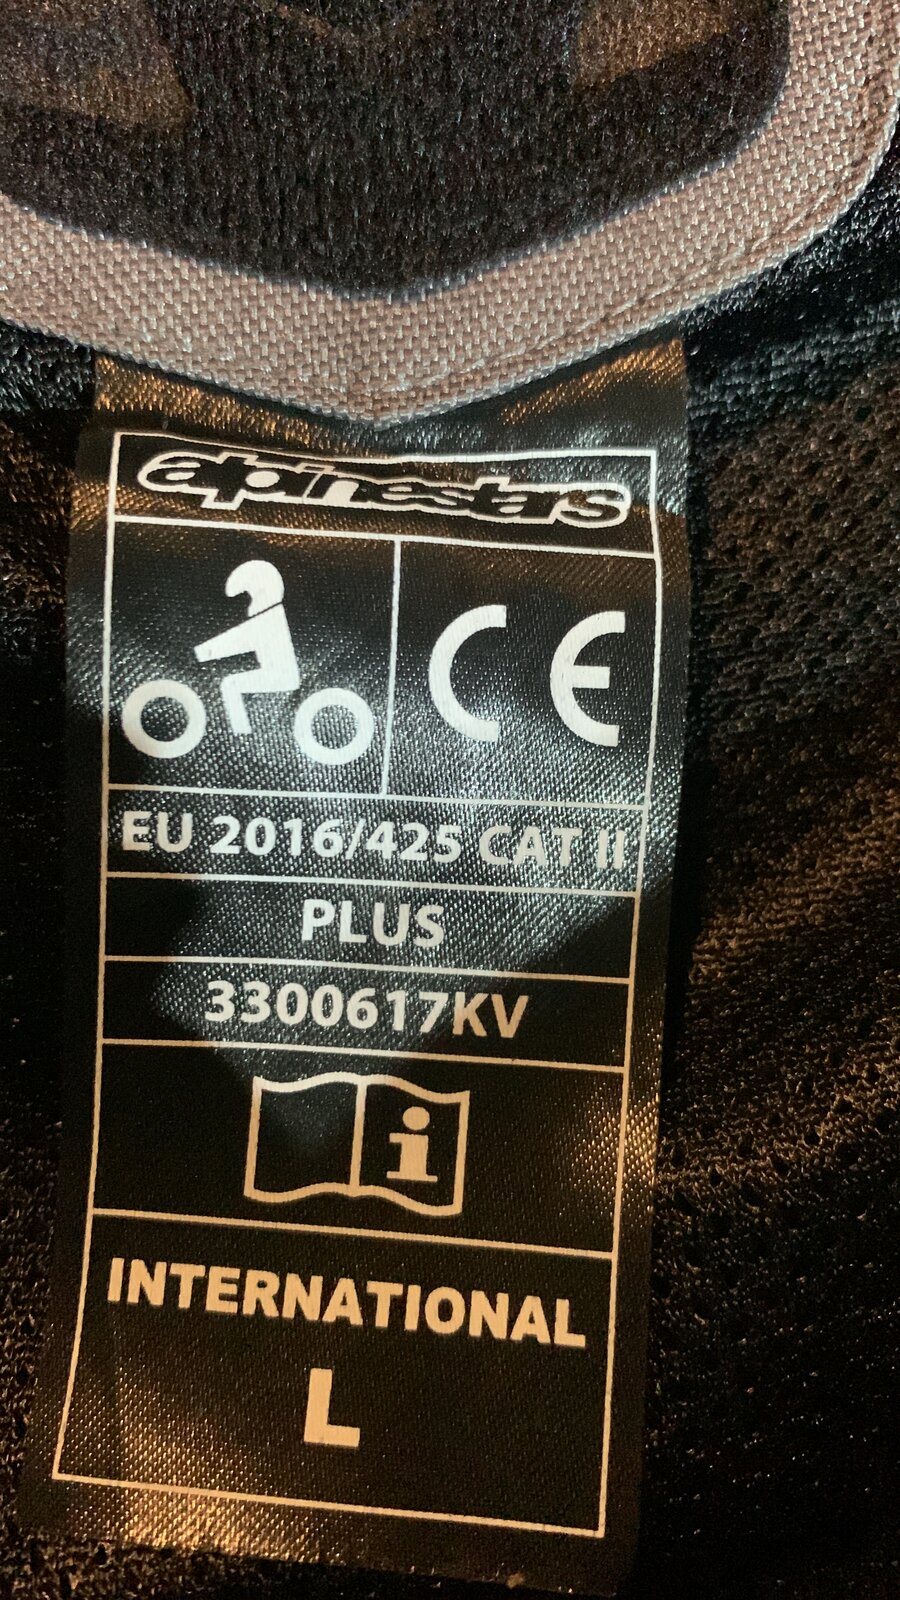 alpinestars
CE
EU 2016/425 CAT II
PLUS
3300617KV
i
INTERNATIONAL
L